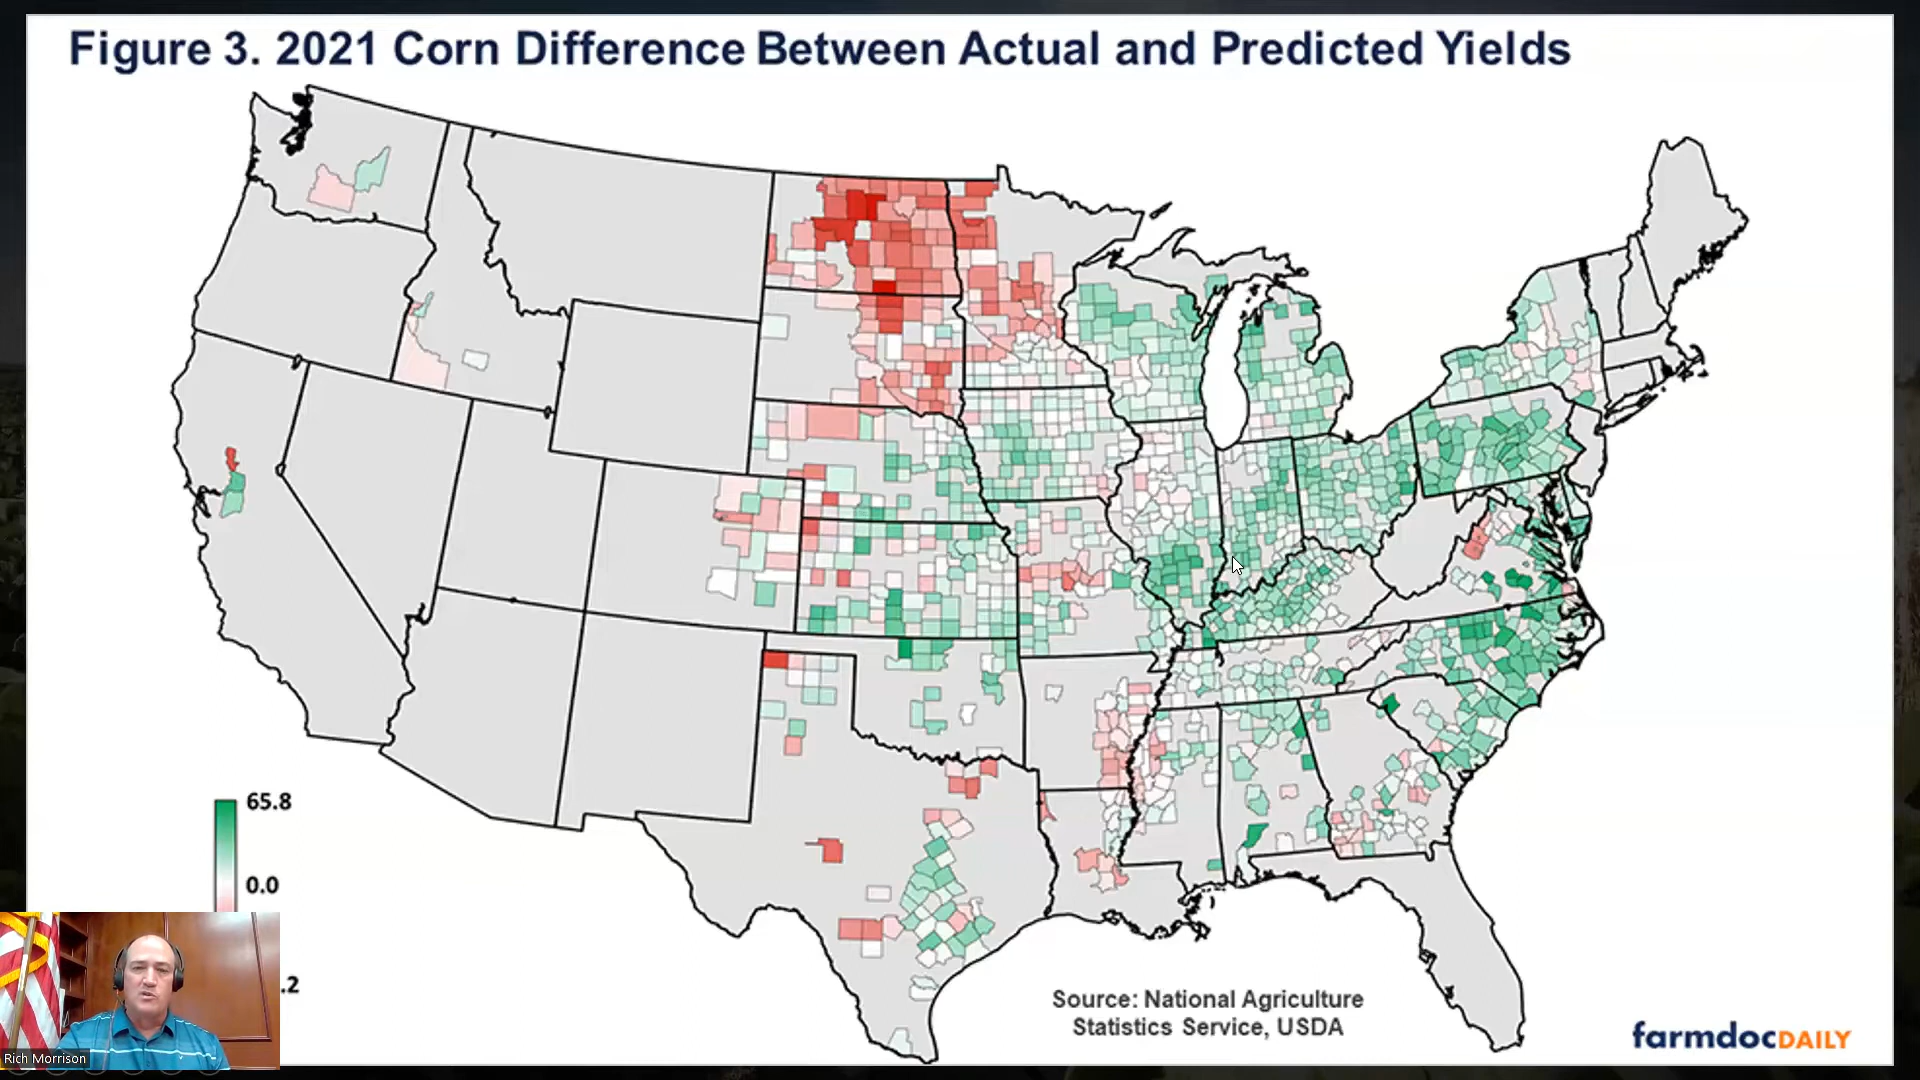 Figure 3. 2021 Corn Difference Between Actual and Predicted Yields
65.8
0.0
.2
Source: National Agriculture
Statistics Service, USDA
farmdocDAILY
Rich Morrison